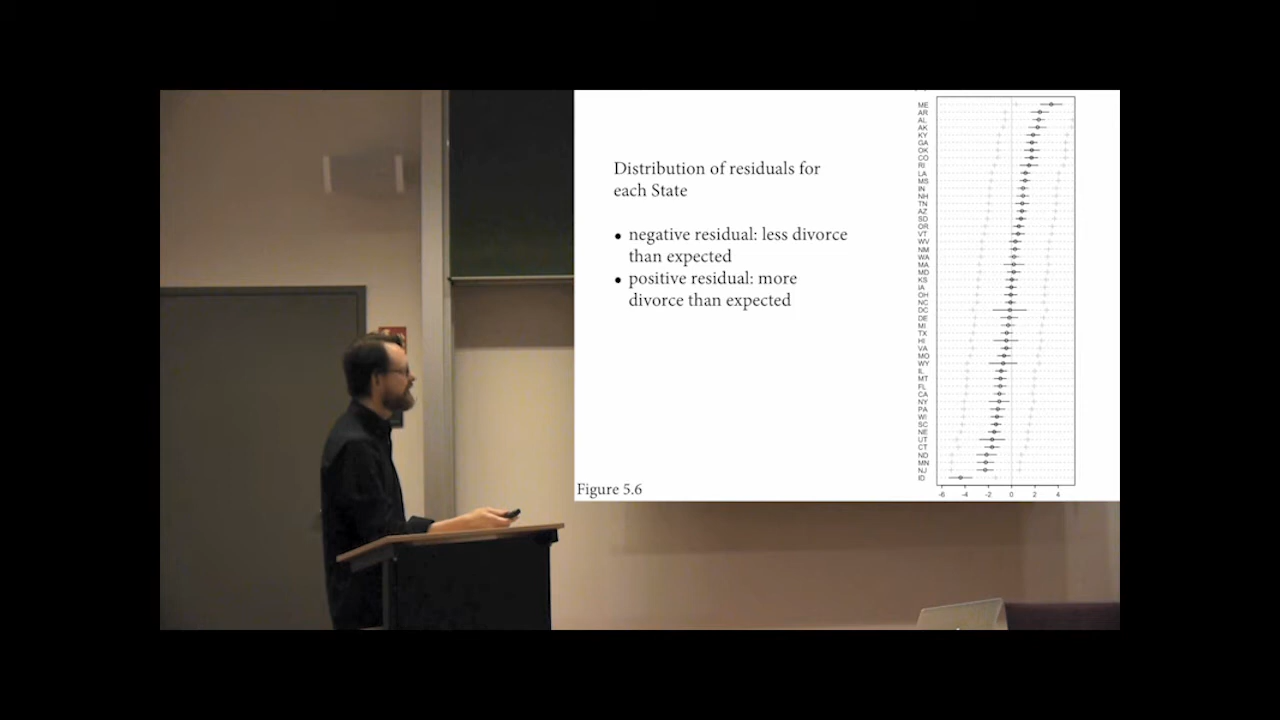 Distribution of residuals for
each State
• negative residual: less divorce
than expected
• positive residual: more
divorce than expected
Figure 5.6
ME
AR
AL
AK
KY
GA
OK
CO
RI
LA
MS
IN
NH
TN
AZ
SD
OR
VT
WV
NM
WA
MA
MD
KS
IA
OH
NC
DC
DE
MI
TX
HI
VA
MO
WY
IL
MT
FL
CA
NY
PA
WI
SC
NE
UT
CT
ND
MN
NJ
ID
-6 -4 -2 0 2 4